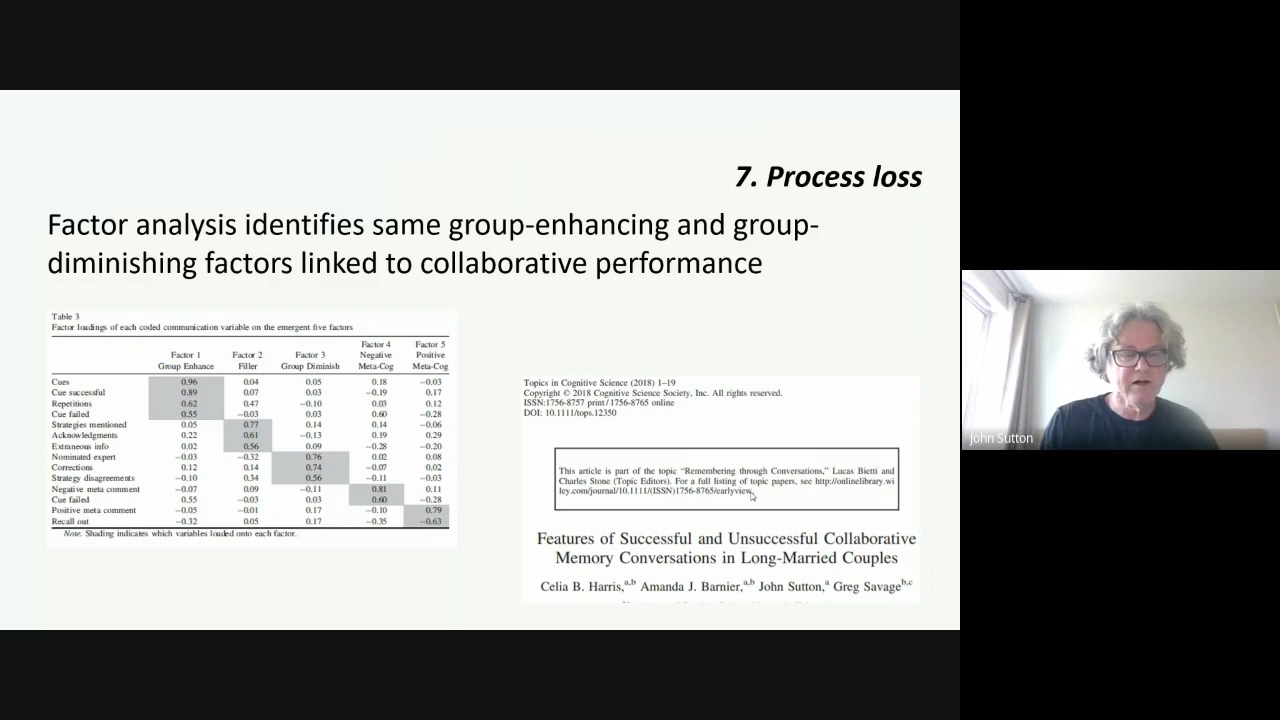 7. Process loss
Factor analysis identifies same group-enhancing and group-
diminishing factors linked to collaborative performance
Table 3
Factor loadings of each coded communication variable on the emergent five factors
Factor 1 Group Enhance Factor 2 Filler Factor 3 Group Diminish Factor 4 Negative Meta-Cog Factor 5 Positive Meta-Cog
Cues 0.96 0.04 0.05 0.18 −0.03
Cue successful 0.89 0.07 0.03 −0.19 0.17
Repetitions 0.62 0.47 −0.10 0.03 0.12
Cue failed 0.55 −0.03 0.03 0.60 −0.28
Strategies mentioned 0.05 0.77 0.14 0.14 −0.06
Acknowledgments 0.22 0.61 −0.13 0.19 0.29
Extraneous info 0.02 0.56 0.09 −0.28 −0.20
Nominated expert −0.03 −0.32 0.76 0.02 0.08
Corrections 0.12 0.14 0.74 −0.07 0.02
Strategy disagreements −0.10 0.34 0.56 −0.11 −0.03
Negative meta comment −0.07 0.09 −0.11 0.81 0.11
Cue failed 0.55 −0.03 0.03 0.60 −0.28
Positive meta comment −0.05 −0.01 0.17 −0.10 0.79
Recall out −0.32 0.05 0.17 −0.35 −0.63
Note. Shading indicates which variables loaded onto each factor.
Topics in Cognitive Science (2018) 1–19
Copyright © 2018 Cognitive Science Society, Inc. All rights reserved.
ISSN:1756-8757 print / 1756-8765 online
DOI: 10.1111/tops.12350
This article is part of the topic “Remembering through Conversations,” Lucas Bietti and
Charles Stone (Topic Editors). For a full listing of topic papers, see http://onlinelibrary.wi
ley.com/journal/10.1111/(ISSN)1756-8765/earlyview.
Features of Successful and Unsuccessful Collaborative
Memory Conversations in Long-Married Couples
Celia B. Harris,a,b Amanda J. Barnier,a,b John Sutton,a Greg Savageb,c
John Sutton